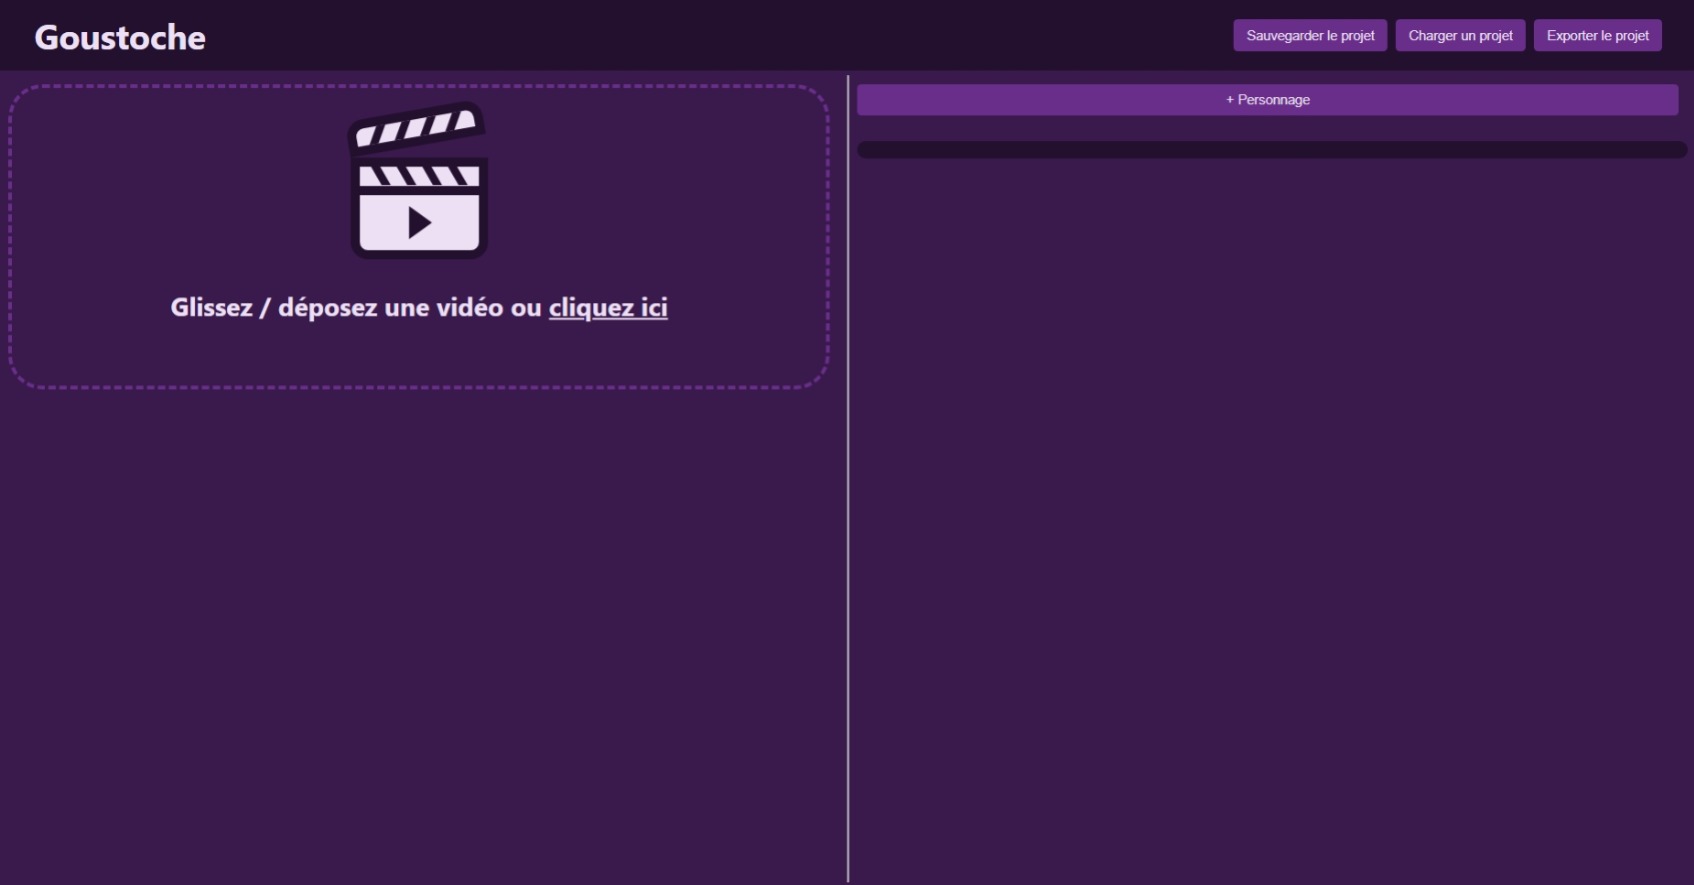 Goustoche
Sauvegarder le projet
Charger un projet
Exporter le projet
Glissez / déposez une vidéo ou cliquez ici
+ Personnage